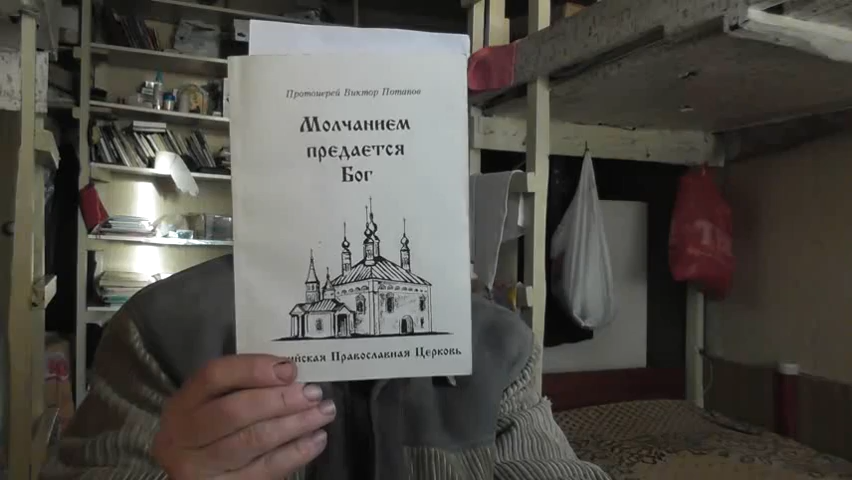 Протоиерей Виктор Потапов
Молчанием
предается
Бог
Православная Церковь